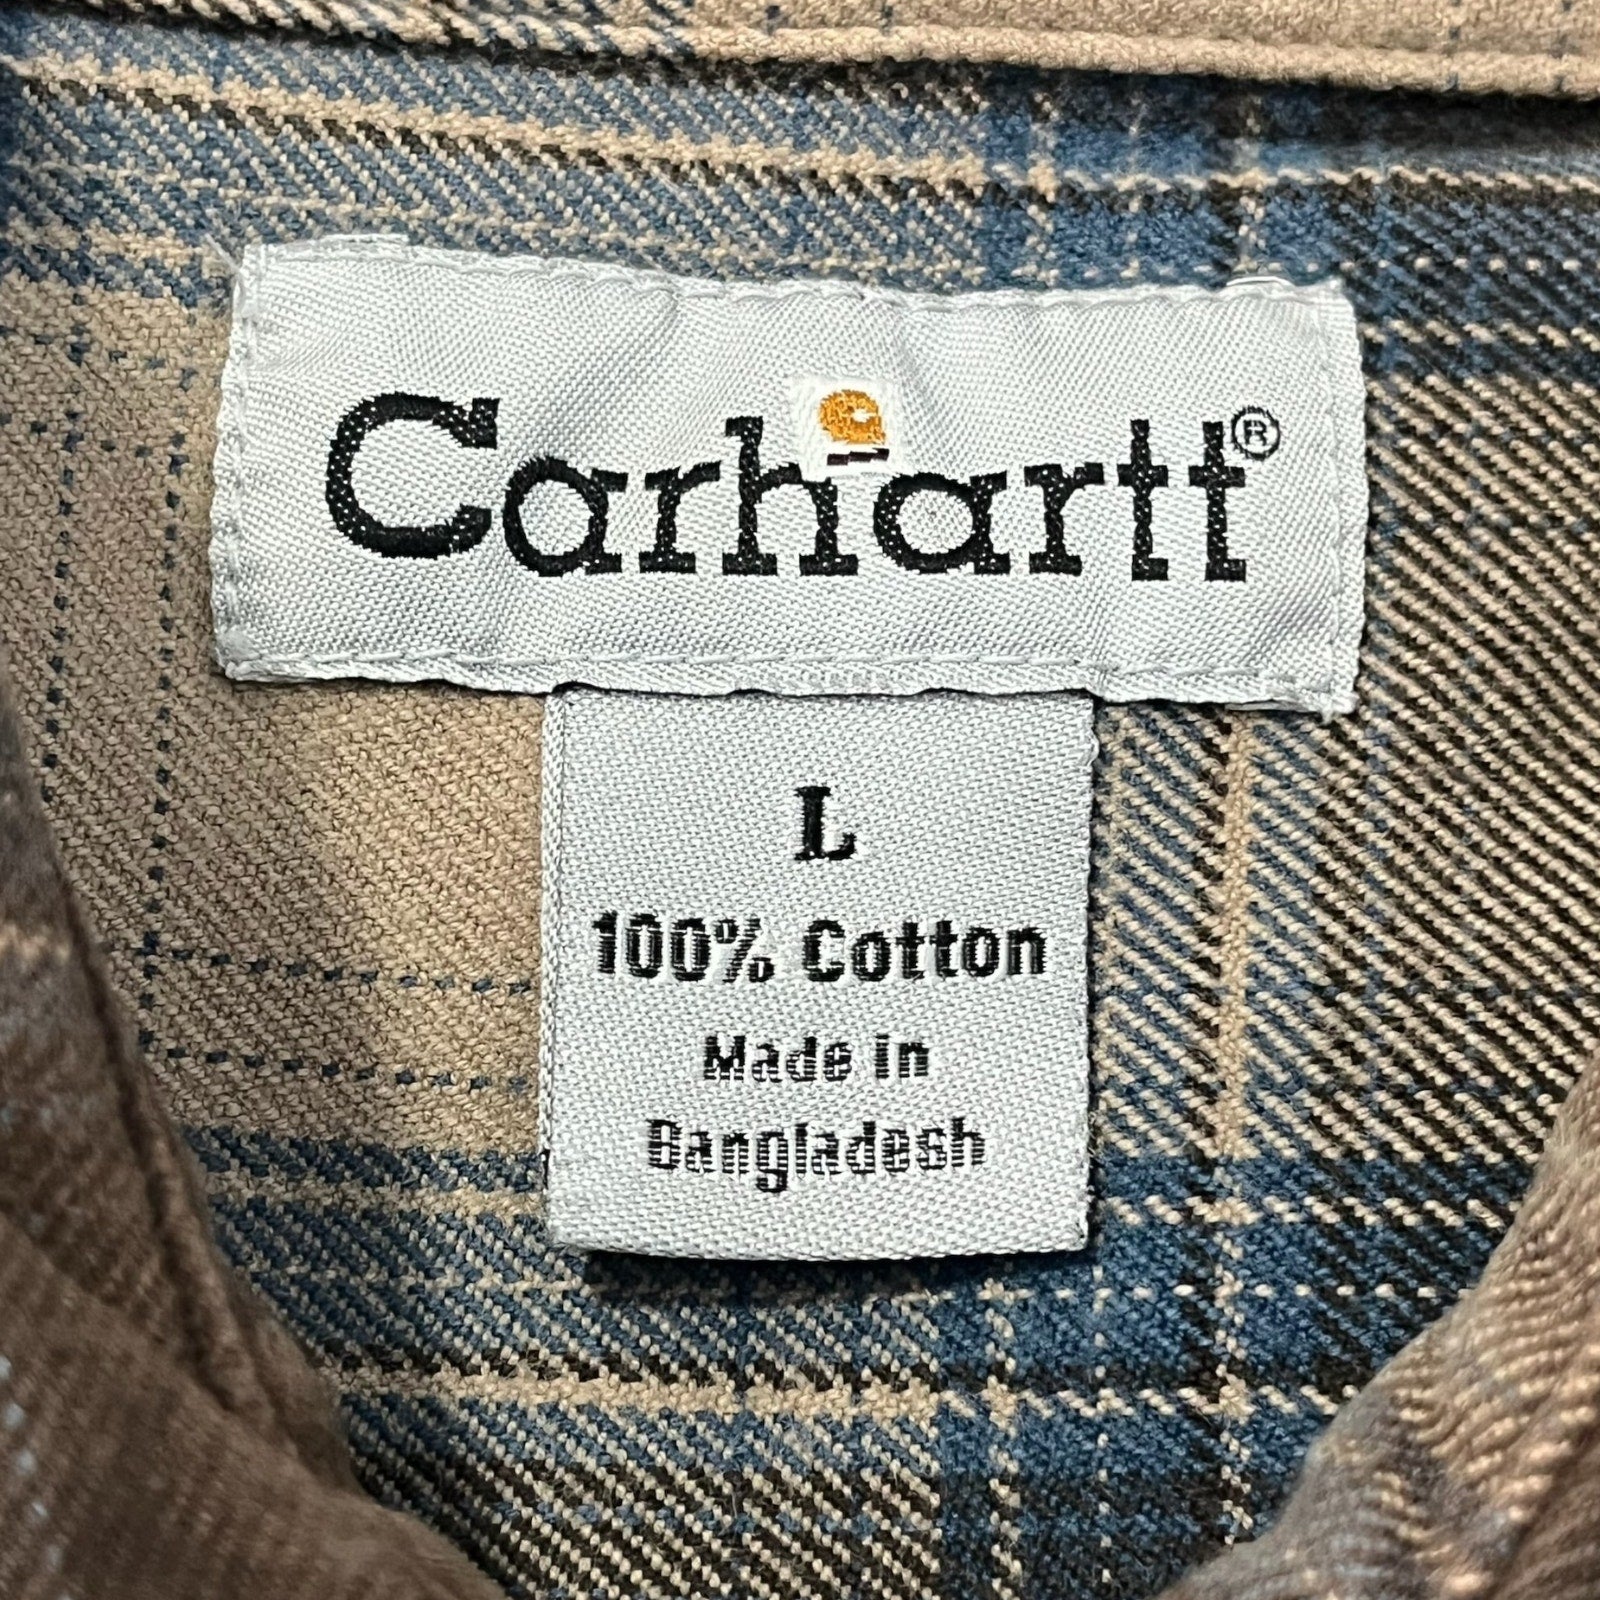 Carhartt®
L
100% Cotton
Made in
Bangladesh